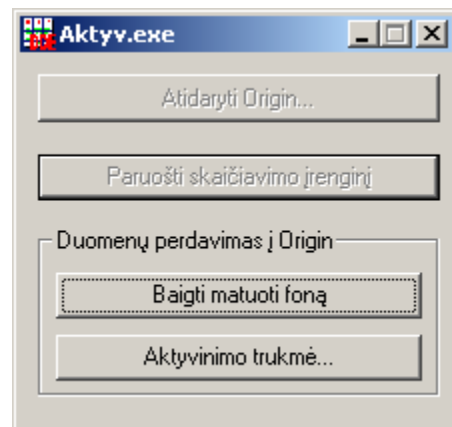 Aktyv.exe
Atidaryti Origin...
Paruošti skaičiavimo įrenginį
Duomenų perdavimas į Origin
Baigti matuoti foną
Aktyvinimo trukmė...